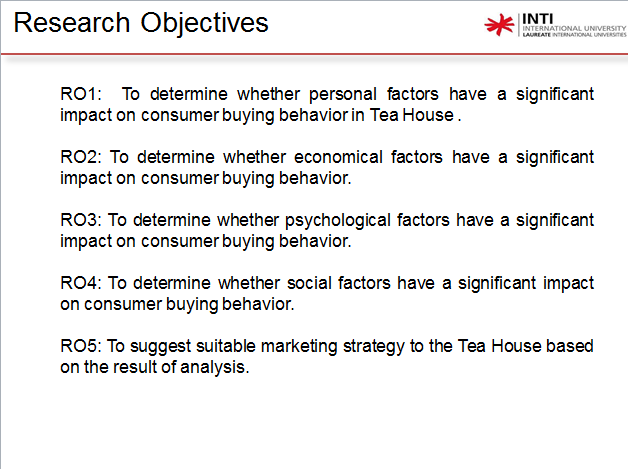 Research Objectives
INTI
INTERNATIONAL UNIVERSITY
LAUREATE INTERNATIONAL UNIVERSITIES
RO1: To determine whether personal factors have a significant
impact on consumer buying behavior in Tea House .
RO2: To determine whether economical factors have a significant
impact on consumer buying behavior.
RO3: To determine whether psychological factors have a significant
impact on consumer buying behavior.
RO4: To determine whether social factors have a significant impact
on consumer buying behavior.
RO5: To suggest suitable marketing strategy to the Tea House based
on the result of analysis.